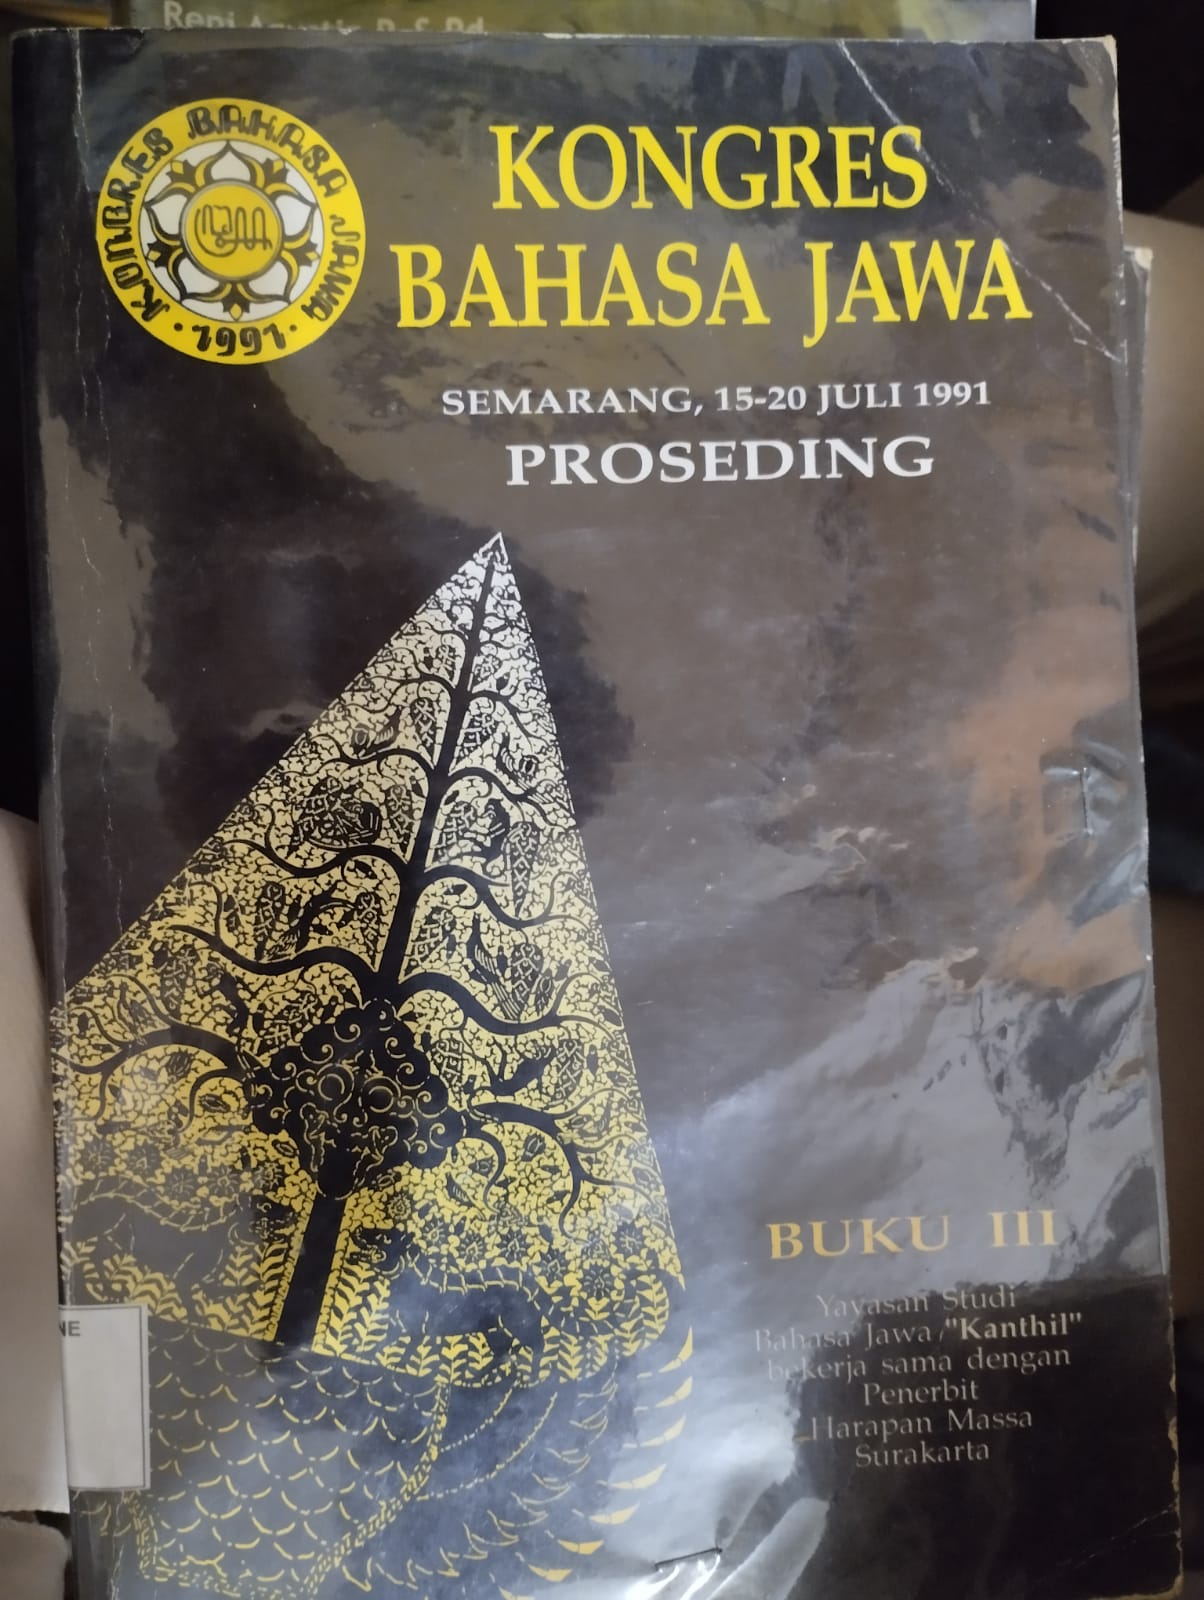 KONGRES BAHASA JAWA
1991
KONGRES
BAHASA JAWA
SEMARANG, 15-20 JULI 1991
PROSEDING
BUKU III
Yayasan Studi
Bahasa Jawa "Kanthil"
bekerja sama dengan
Penerbit
Harapan Massa
Surakarta
NE